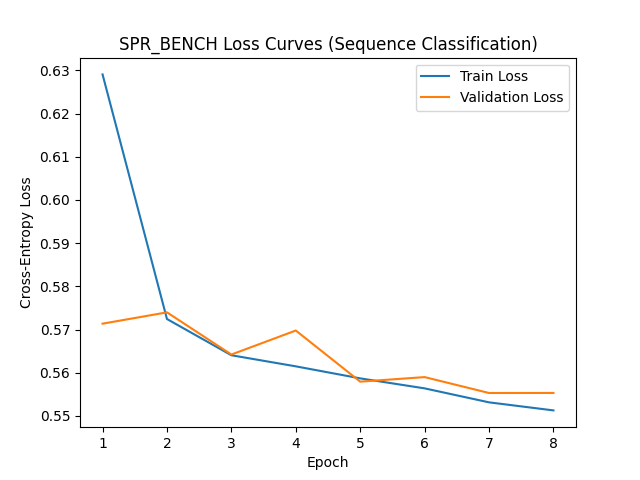 SPR_BENCH Loss Curves (Sequence Classification)
Train Loss
Validation Loss
Cross-Entropy Loss
0.63
0.62
0.61
0.60
0.59
0.58
0.57
0.56
0.55
1 2 3 4 5 6 7 8
Epoch